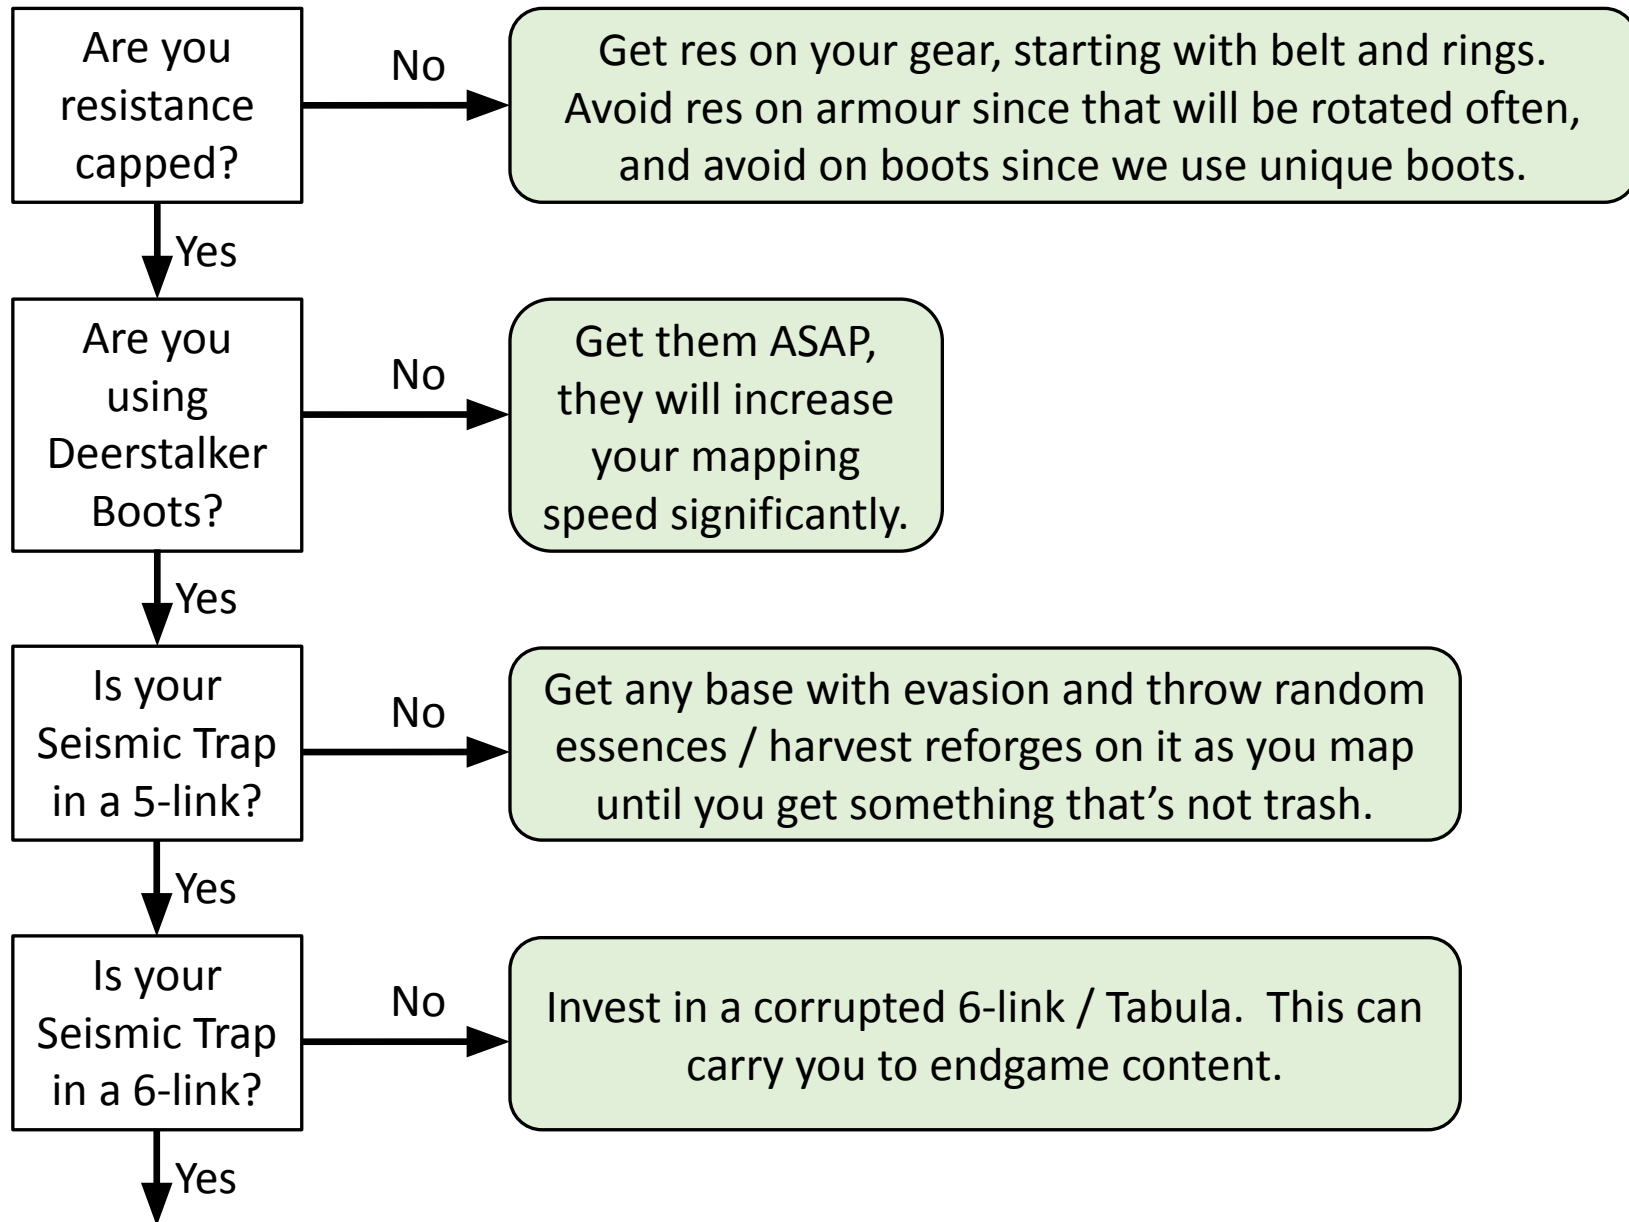 Are you
resistance
capped?
No
Get res on your gear, starting with belt and rings.
Avoid res on armour since that will be rotated often,
and avoid on boots since we use unique boots.
Yes
Are you
using
Deerstalker
Boots?
No
Get them ASAP,
they will increase
your mapping
speed significantly.
Yes
Is your
Seismic Trap
in a 5-link?
No
Get any base with evasion and throw random
essences / harvest reforges on it as you map
until you get something that’s not trash.
Yes
Is your
Seismic Trap
in a 6-link?
No
Invest in a corrupted 6-link / Tabula.  This can
carry you to endgame content.
Yes